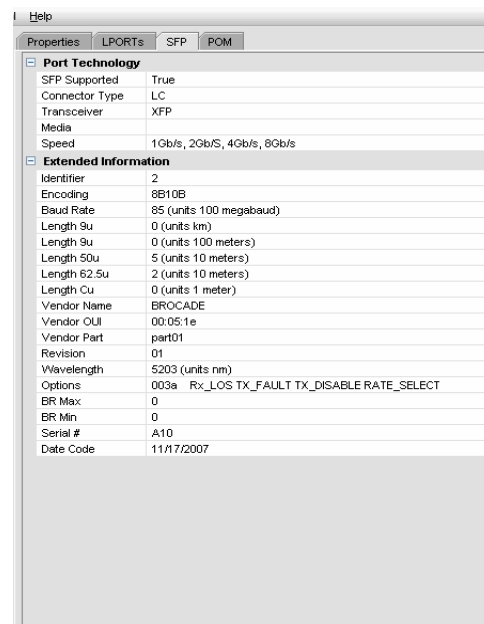 Help
Properties LPORTs SFP POM
Port Technology
SFP Supported True
Connector Type LC
Transceiver XFP
Media
Speed 1Gb/s, 2Gb/S, 4Gb/s, 8Gb/s
Extended Information
Identifier 2
Encoding 8B10B
Baud Rate 85 (units 100 megabaud)
Length 9u 0 (units km)
Length 9u 0 (units 100 meters)
Length 50u 5 (units 10 meters)
Length 62.5u 2 (units 10 meters)
Length Cu 0 (units 1 meter)
Vendor Name BROCADE
Vendor OUI 00:05:1e
Vendor Part part01
Revision 01
Wavelength 5203 (units nm)
Options 003a Rx_LOS TX_FAULT TX_DISABLE RATE_SELECT
BR Max 0
BR Min 0
Serial # A10
Date Code 11/17/2007